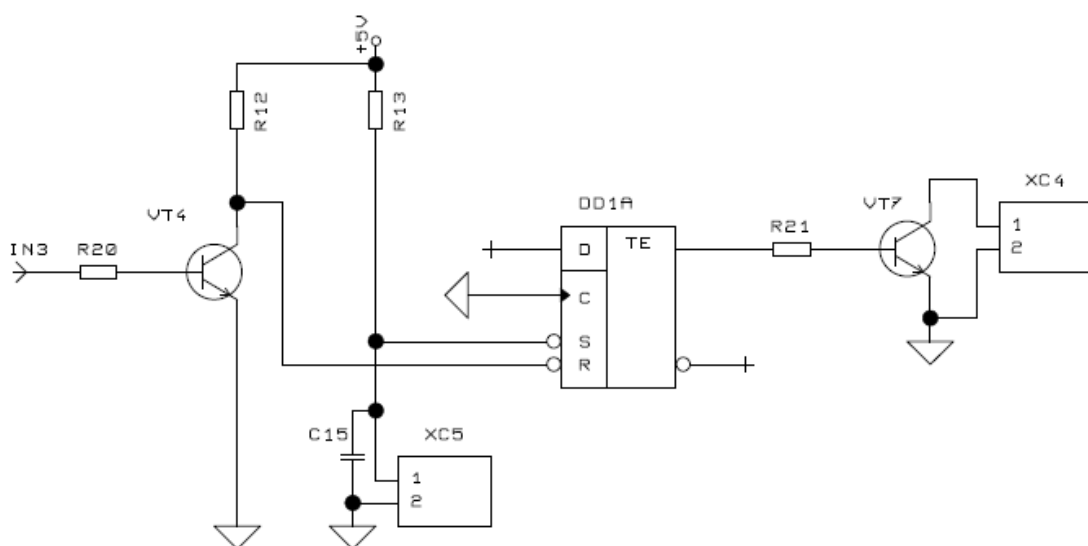 +5V
R12
R13
VT4
IN3
R20
DD1A
D
TE
C
S
R
R21
VT7
XC4
1
2
C15
XC5
1
2